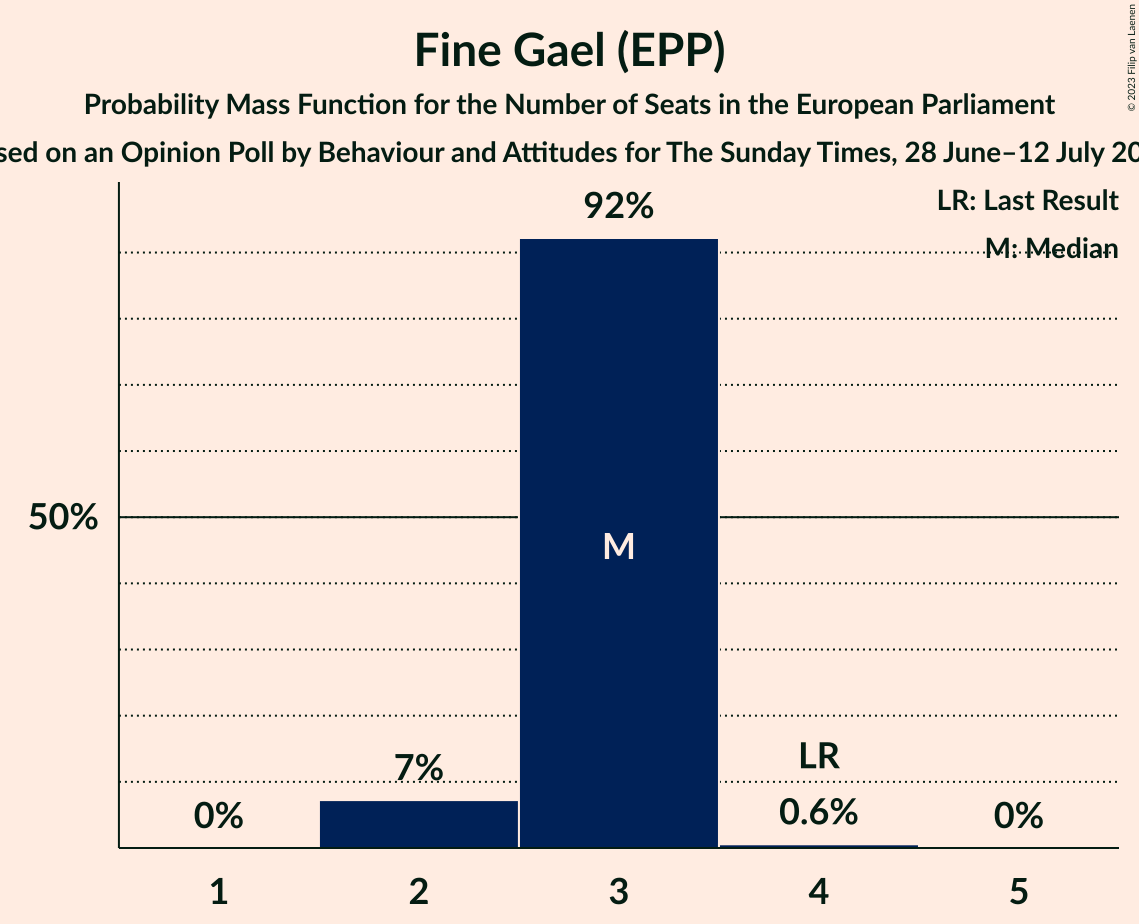 Fine Gael (EPP)
Probability Mass Function for the Number of Seats in the European Parliament
sed on an Opinion Poll by Behaviour and Attitudes for The Sunday Times, 28 June–12 July 20
© 2023 Filip van Laenen
LR: Last Result
M: Median
92%
50%
M
7%
LR
0%
0.6%
0%
1 2 3 4 5